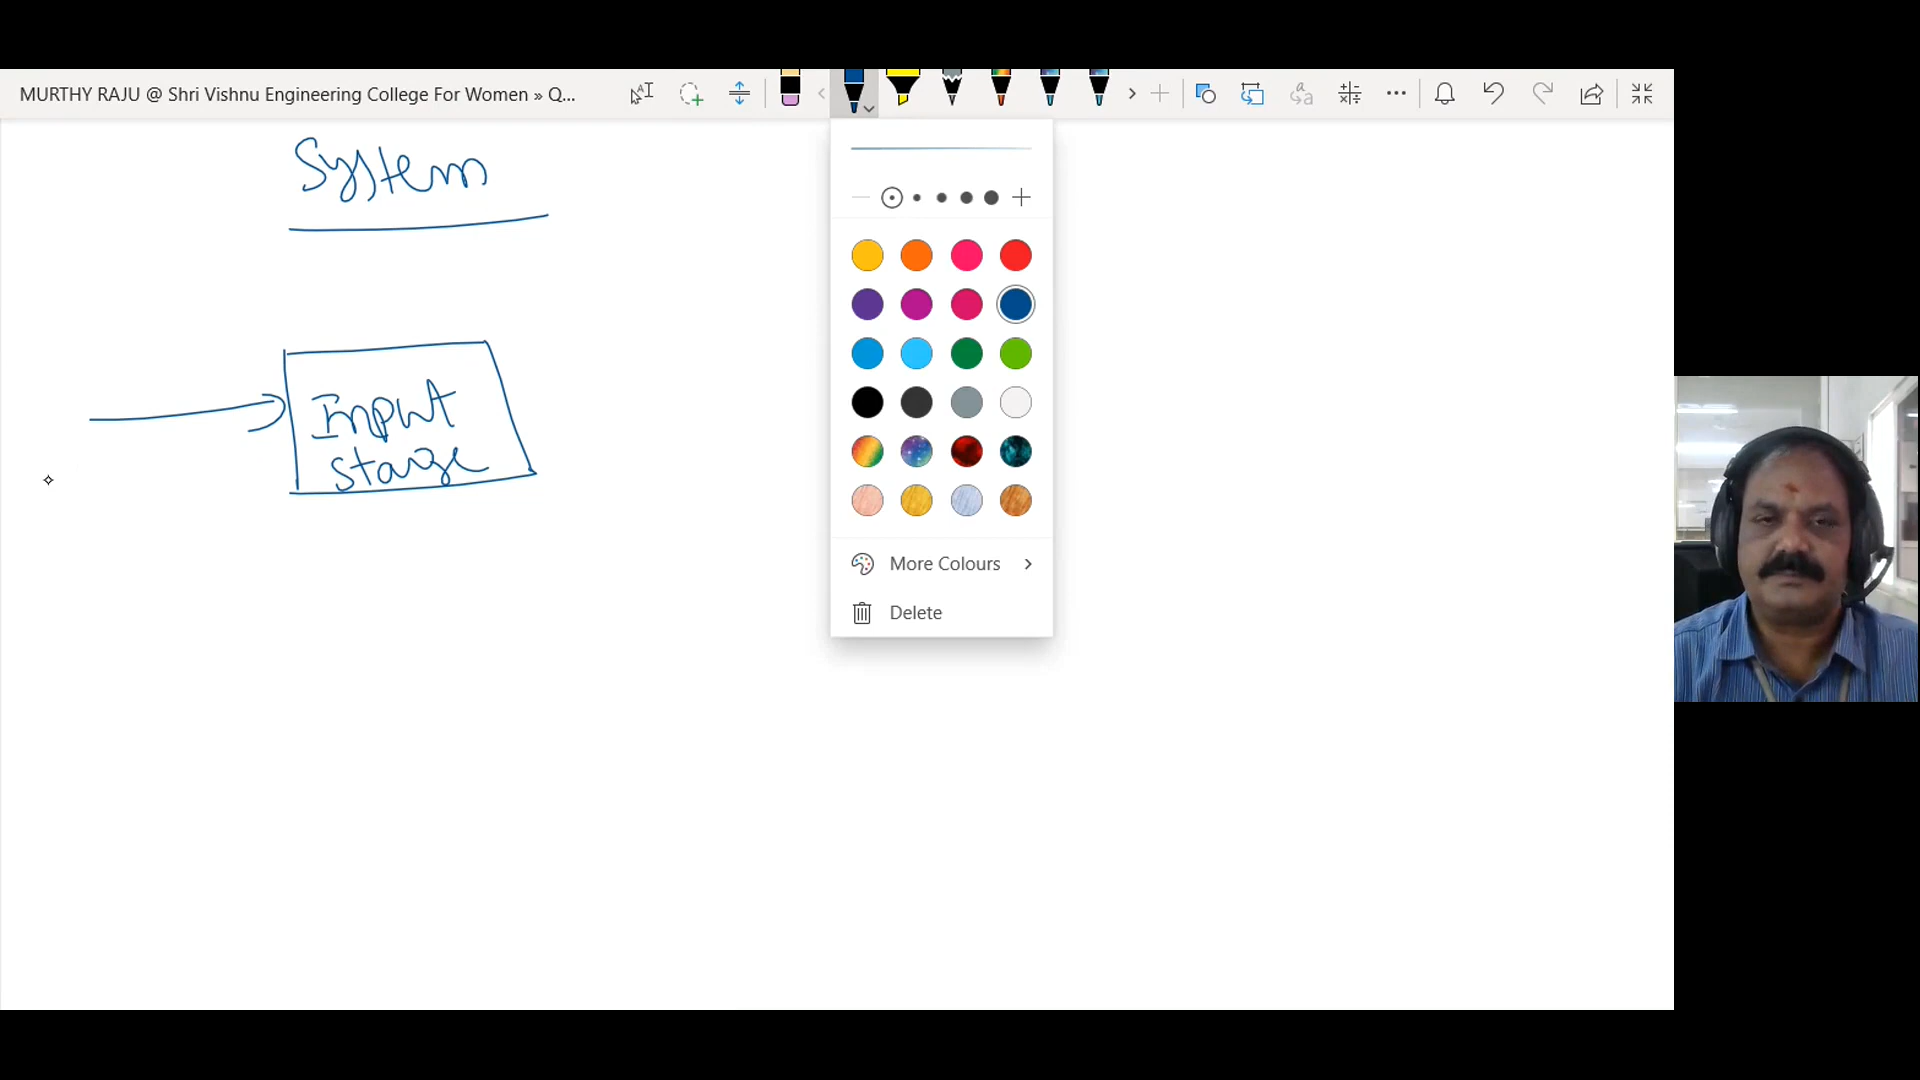 MURTHY RAJU @ Shri Vishnu Engineering College For Women » Q...
System
Input
stage
More Colours
Delete